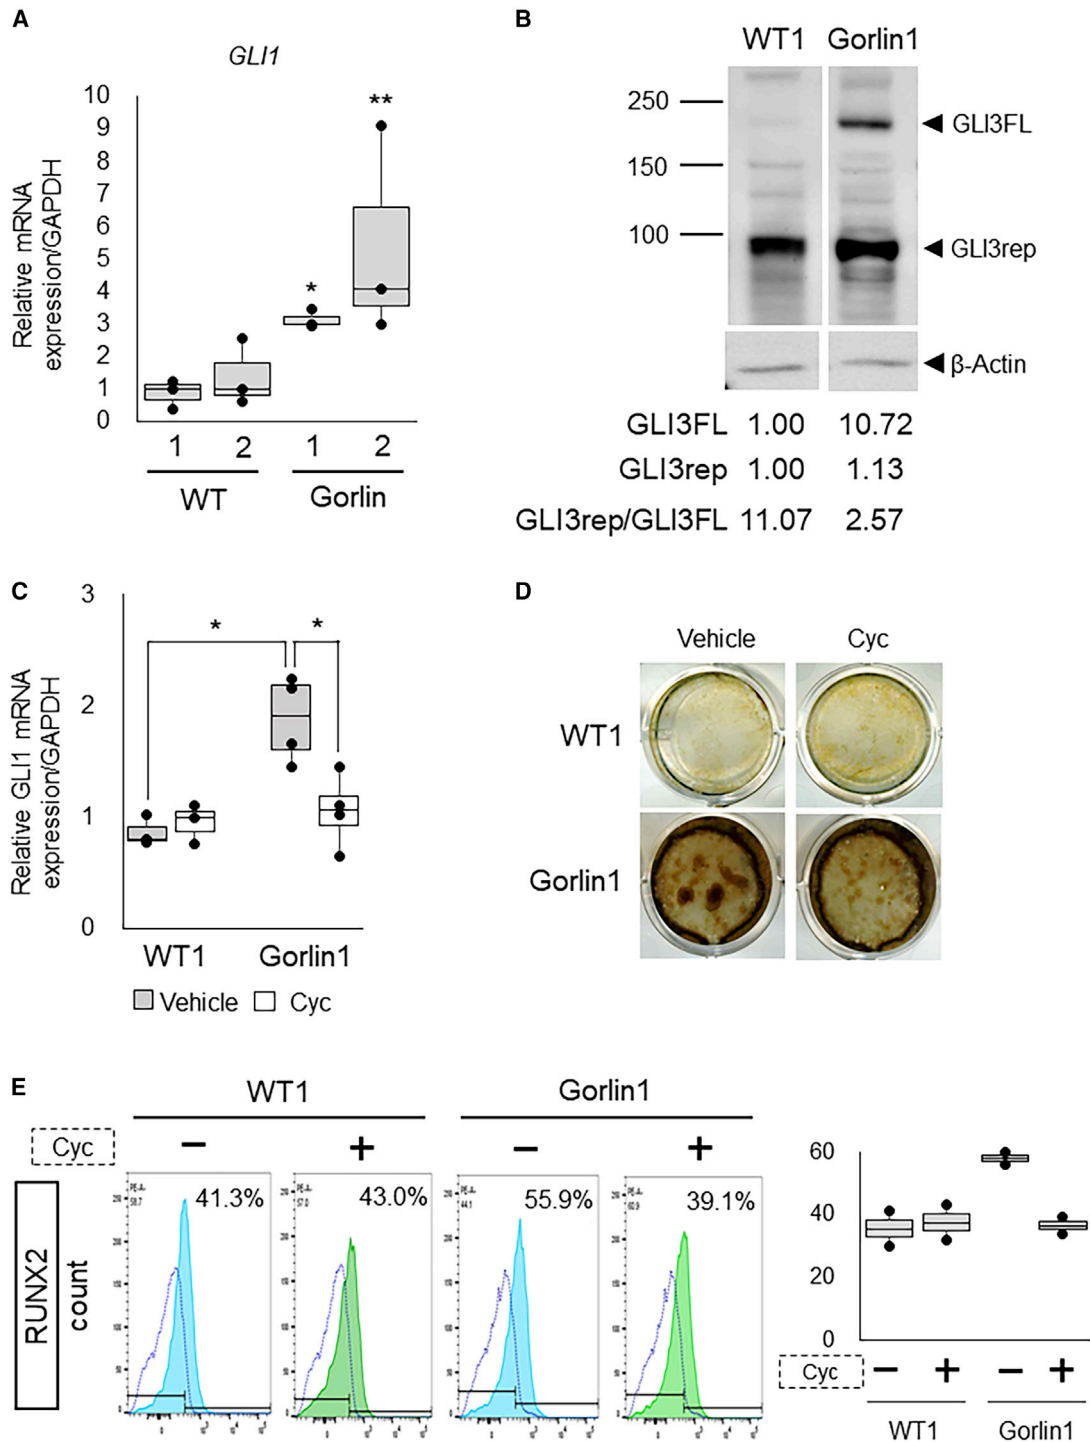 A
GLI1
Relative mRNA
expression/GAPDH
10
9
8
7
6
5
4
3
2
1
0
*
**
1 2 1 2
WT Gorlin
B
WT1 Gorlin1
250
150
100
GLI3FL
GLI3rep
β-Actin
GLI3FL 1.00 10.72
GLI3rep 1.00 1.13
GLI3rep/GLI3FL 11.07 2.57
C
Relative GLI1 mRNA
expression/GAPDH
3
2
1
0
* *
WT1 Gorlin1
Vehicle Cyc
D
Vehicle Cyc
WT1
Gorlin1
E
WT1 Gorlin1
Cyc − + − +
RUNX2
count
41.3% 43.0% 55.9% 39.1%
60
40
20
0
Cyc − + − +
WT1 Gorlin1